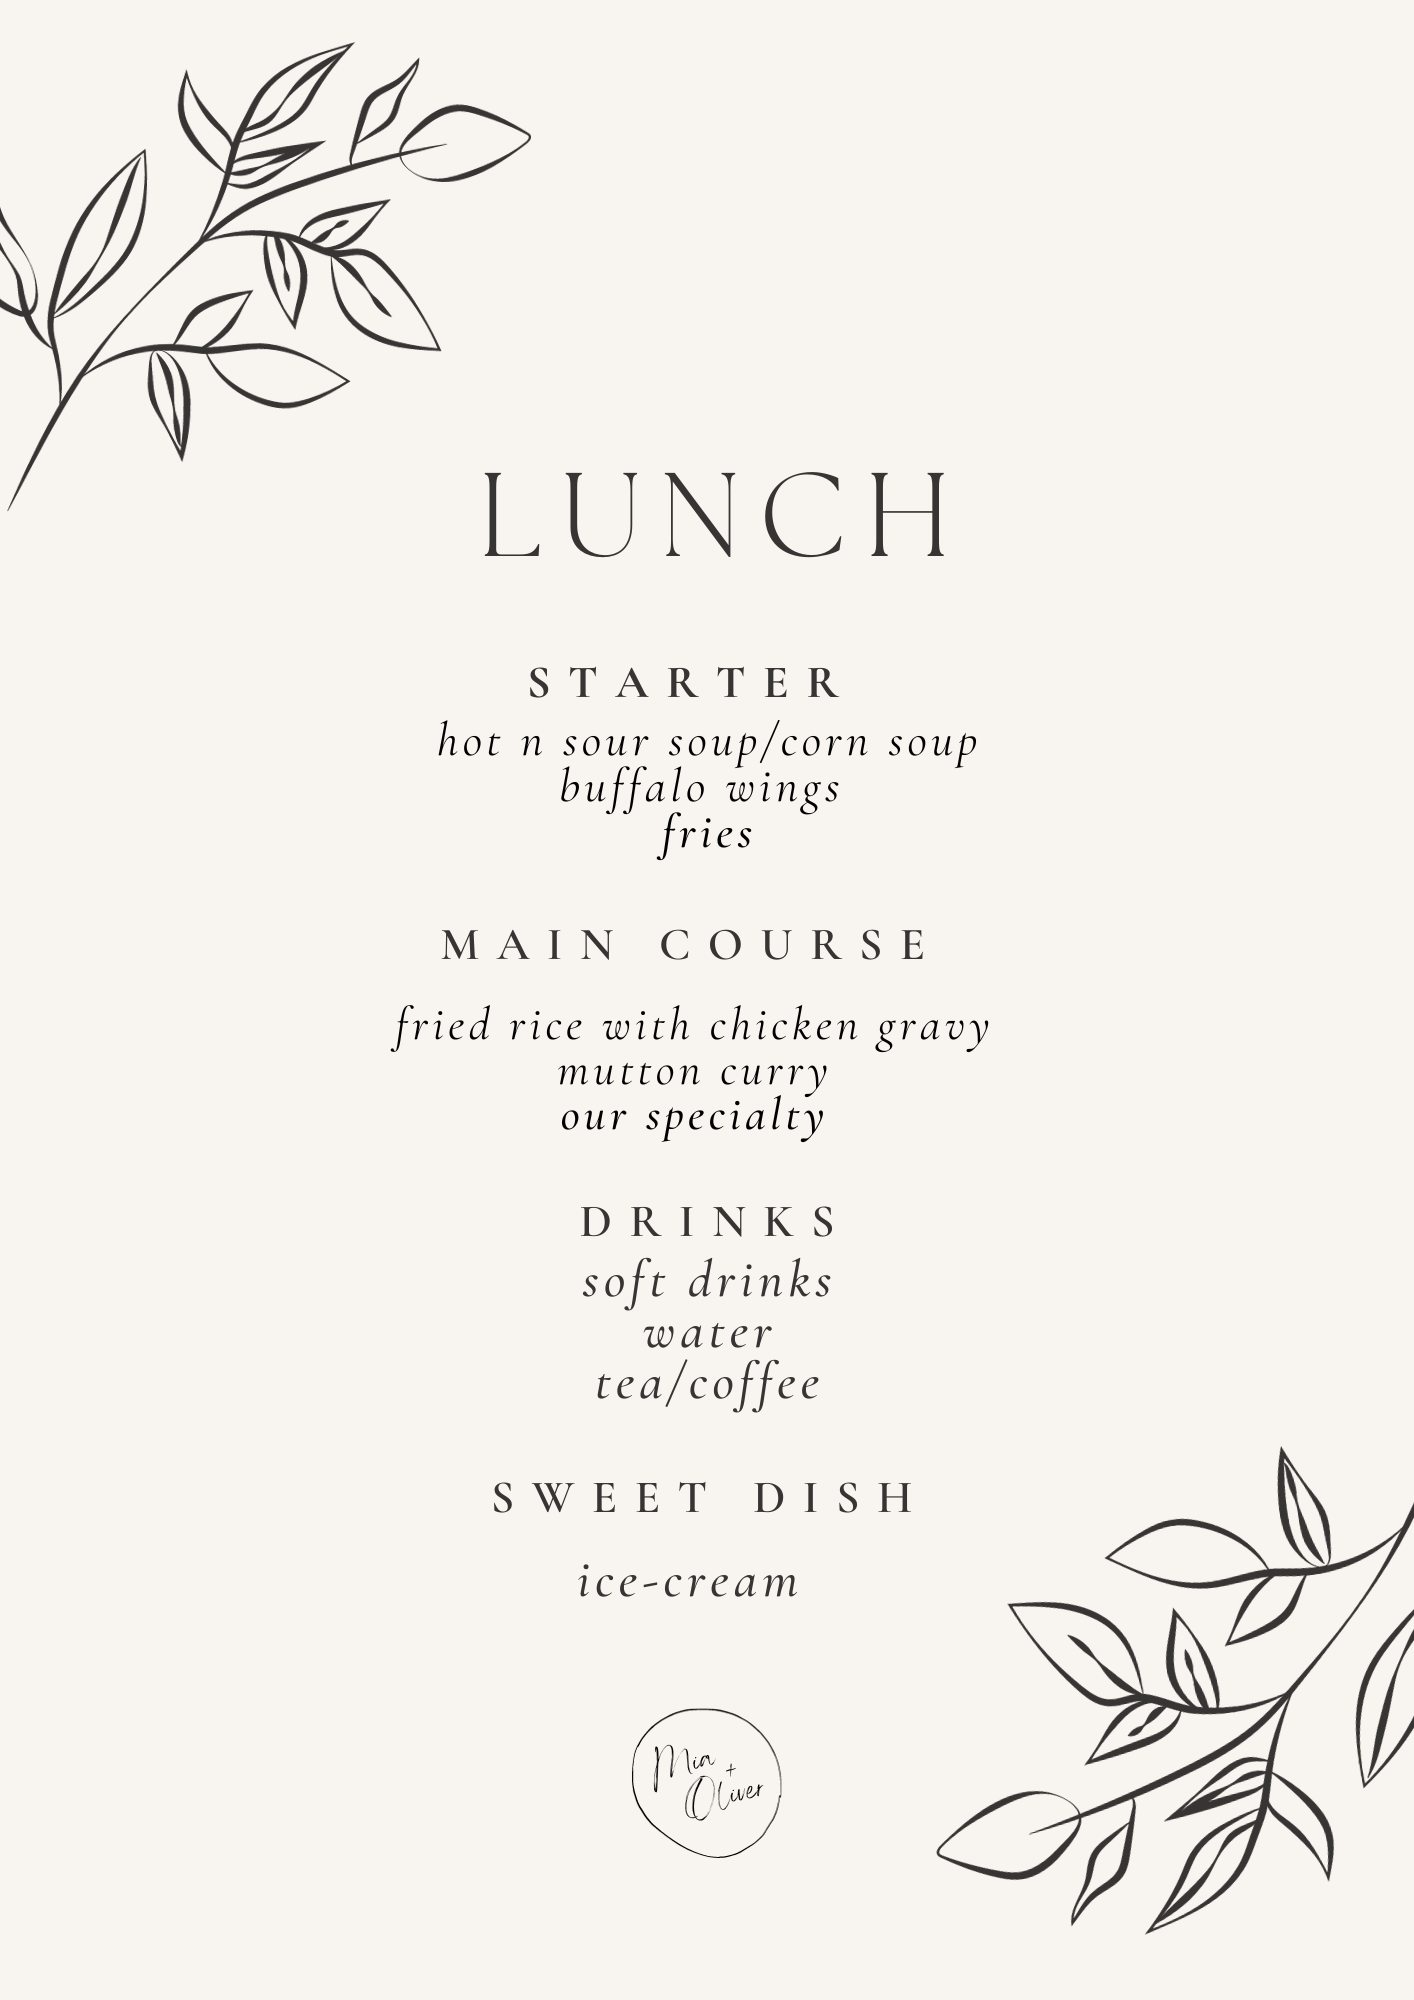 LUNCH
STARTER
hot n sour soup/corn soup
buffalo wings
fries
MAIN COURSE
fried rice with chicken gravy
mutton curry
our specialty
DRINKS
soft drinks
water
tea/coffee
SWEET DISH
ice-cream
Mia
+
Oliver